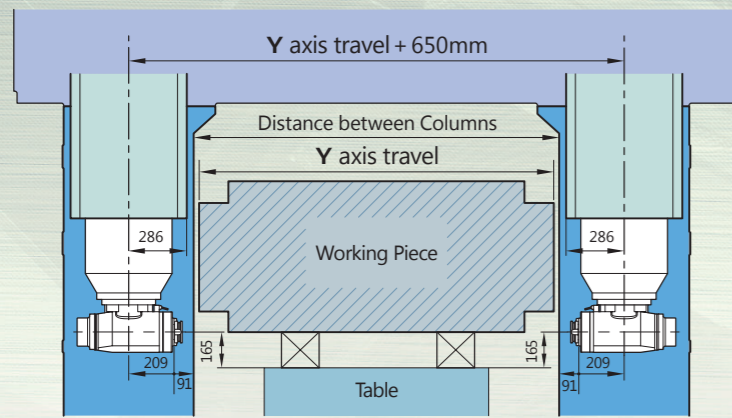 Y axis travel + 650mm
Distance between Columns
Y axis travel
286
Working Piece
286
165
165
209
91
Table
91
209